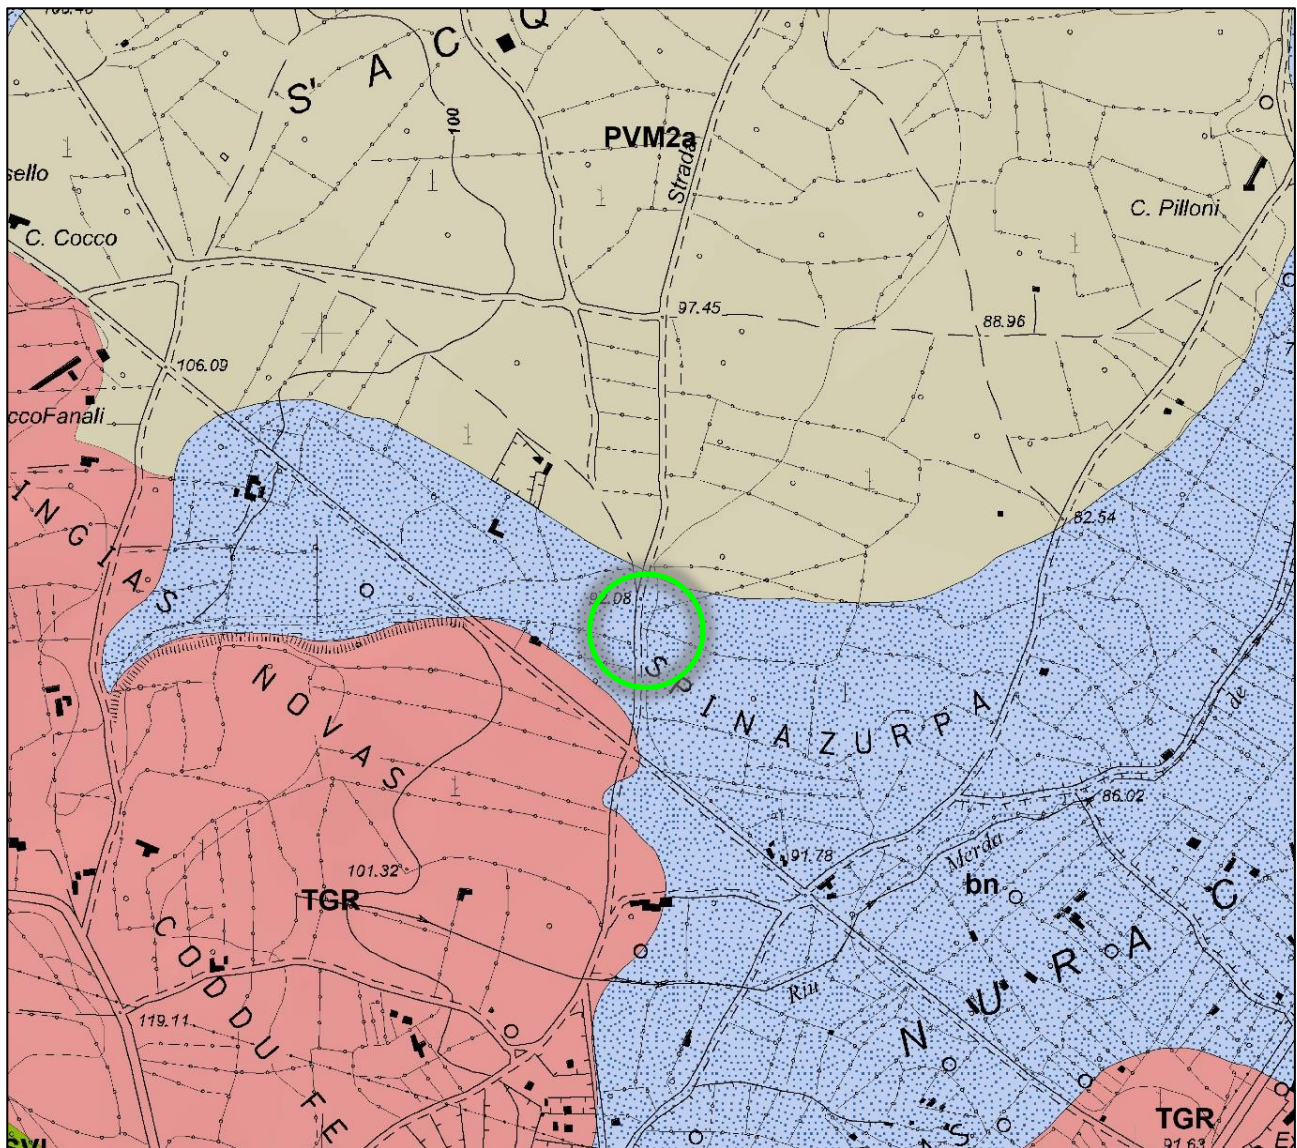 S' A C Q
100
PVM2a
Strada
sello
C. Cocco
C. Pilloni
97.45
88.96
106.09
ccoFanali
82.54
I N G I A S
92.08
S P I N A Z U R P A
N O V A S
de
86.02
Merda
91.78
101.32
bn
TGR
C O D D U F E
N U R A C
Riu
119.11
TGR
91.63